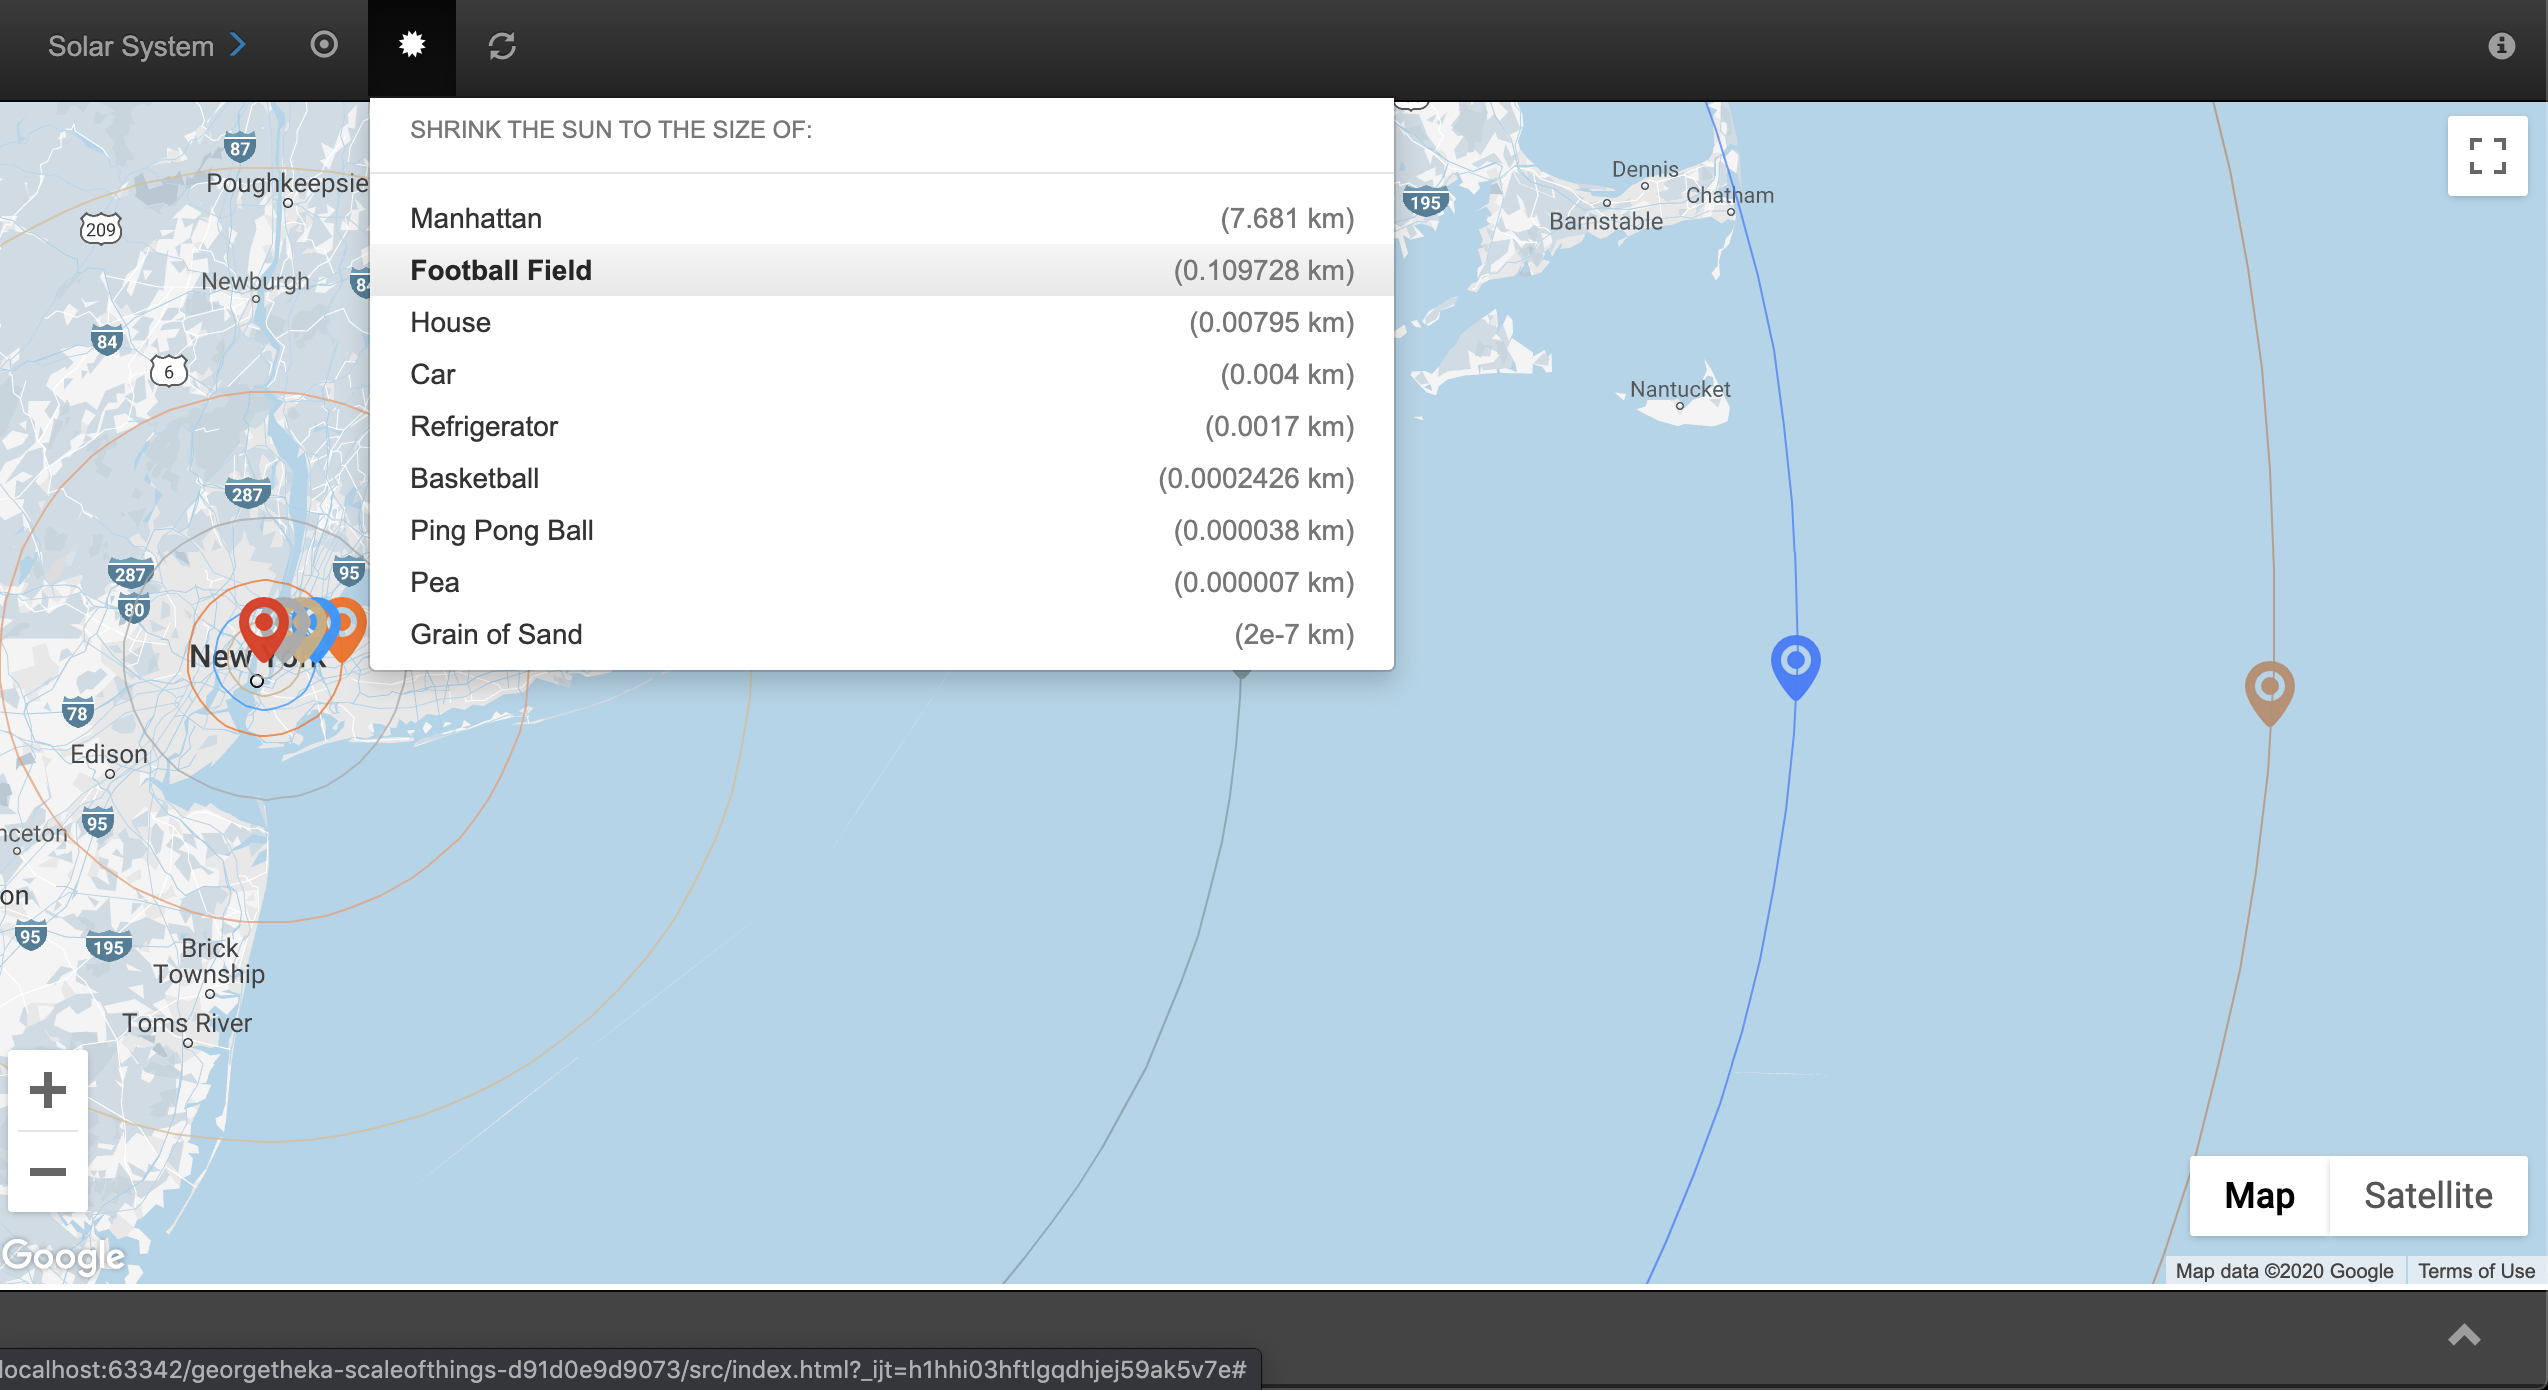 Solar System
SHRINK THE SUN TO THE SIZE OF:
Manhattan (7.681 km)
Football Field (0.109728 km)
House (0.00795 km)
Car (0.004 km)
Refrigerator (0.0017 km)
Basketball (0.0002426 km)
Ping Pong Ball (0.000038 km)
Pea (0.000007 km)
Grain of Sand (2e-7 km)
87
Poughkeepsie
209
Newburgh
84
84
6
287
287
95
80
New York
78
Edison
95
nceton
on
95
195
Brick
Township
Toms River
195
Dennis
Chatham
Barnstable
Nantucket
Map
Satellite
Google
Map data ©2020 Google
Terms of Use
localhost:63342/georgetheka-scaleofthings-d91d0e9d9073/src/index.html?_ijt=h1hhi03hftlgqdhjej59ak5v7e#